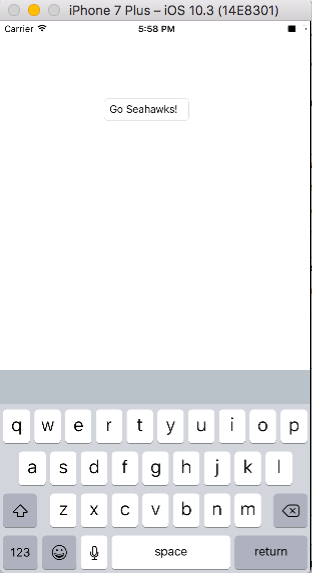 iPhone 7 Plus – iOS 10.3 (14E8301)
Carrier 5:58 PM
Go Seahawks!
q w e r t y u i o p
a s d f g h j k l
z x c v b n m
123 space return